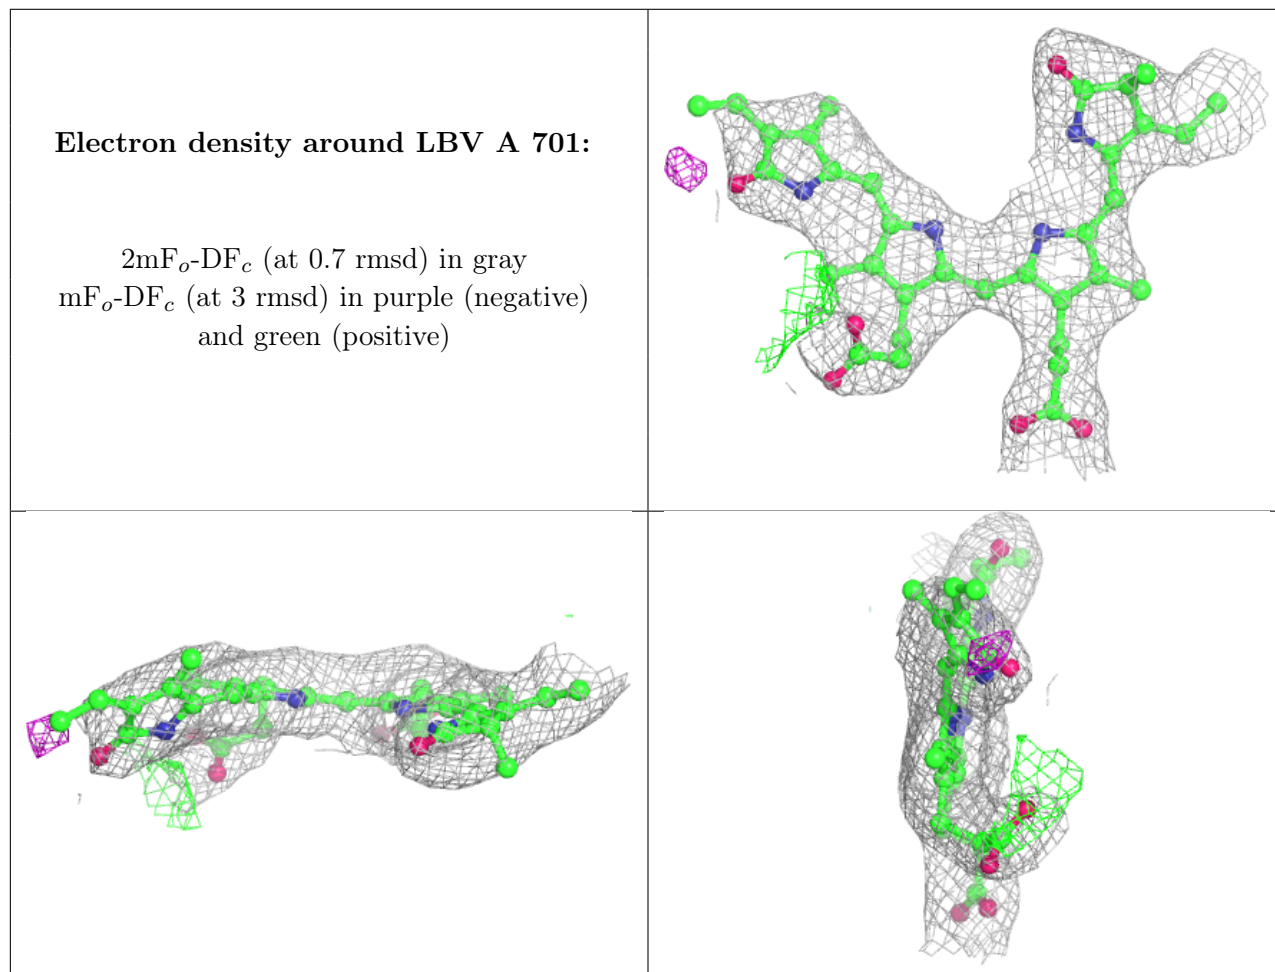 Electron density around LBV A 701:
2mFo-DFc (at 0.7 rmsd) in gray
mFo-DFc (at 3 rmsd) in purple (negative)
and green (positive)